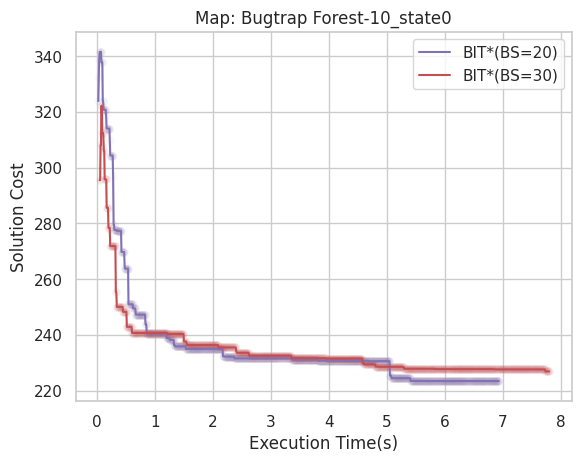 Map: Bugtrap Forest-10_state0
BIT*(BS=20)
BIT*(BS=30)
Solution Cost
340
320
300
280
260
240
220
0 1 2 3 4 5 6 7 8
Execution Time(s)